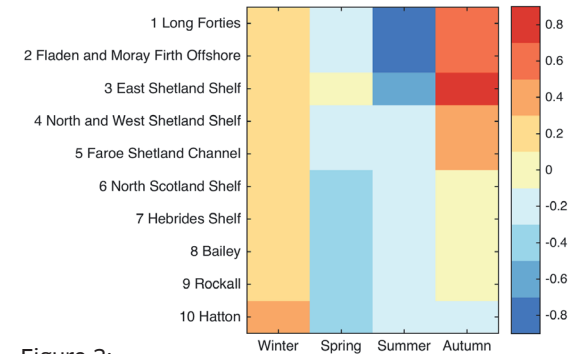 1 Long Forties
2 Fladen and Moray Firth Offshore
3 East Shetland Shelf
4 North and West Shetland Shelf
5 Faroe Shetland Channel
6 North Scotland Shelf
7 Hebrides Shelf
8 Bailey
9 Rockall
10 Hatton
Winter Spring Summer Autumn
0.8
0.6
0.4
0.2
0
-0.2
-0.4
-0.6
-0.8